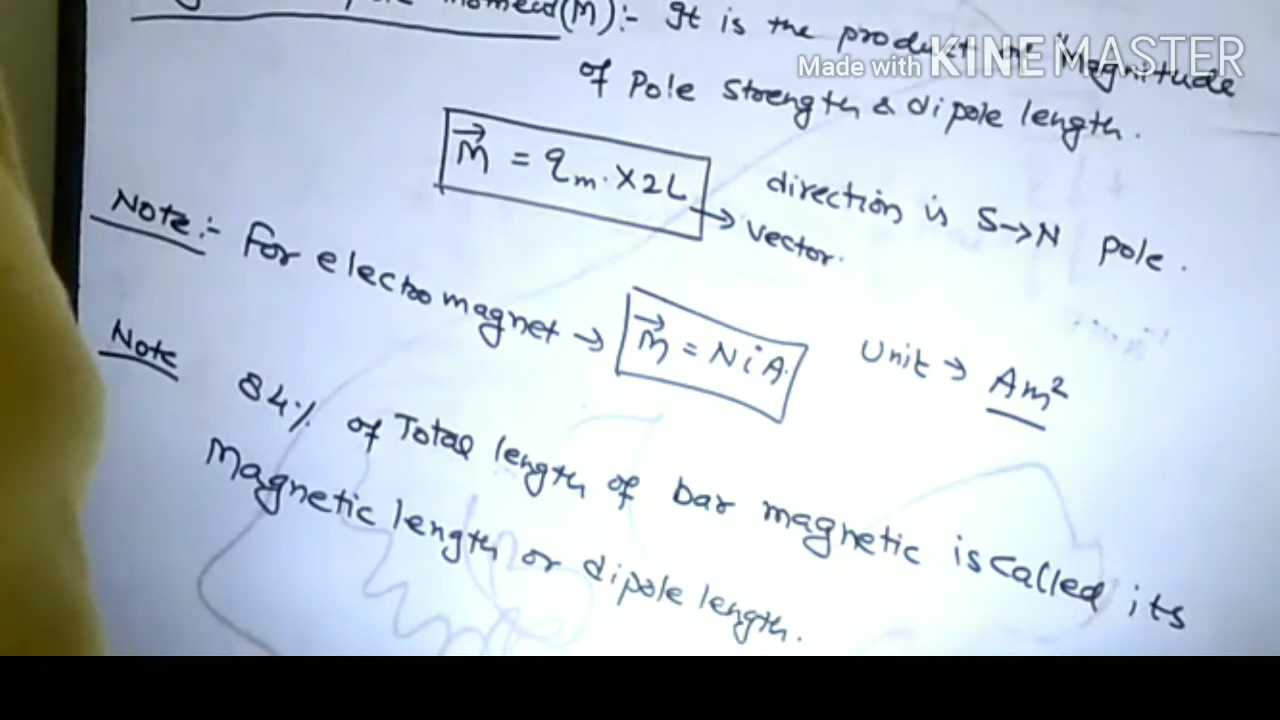 moment(M):- It is the product of "Magnitude
of Pole Strength & dipole length.
M⃗ = qm. × 2L → Vector. direction is S→N pole.
Note:- For electromagnet → M⃗ = NiA. Unit → Am²
Note 84% of Total length of bar magnetic is called its
Magnetic length or dipole length.
Made with KINEMASTER